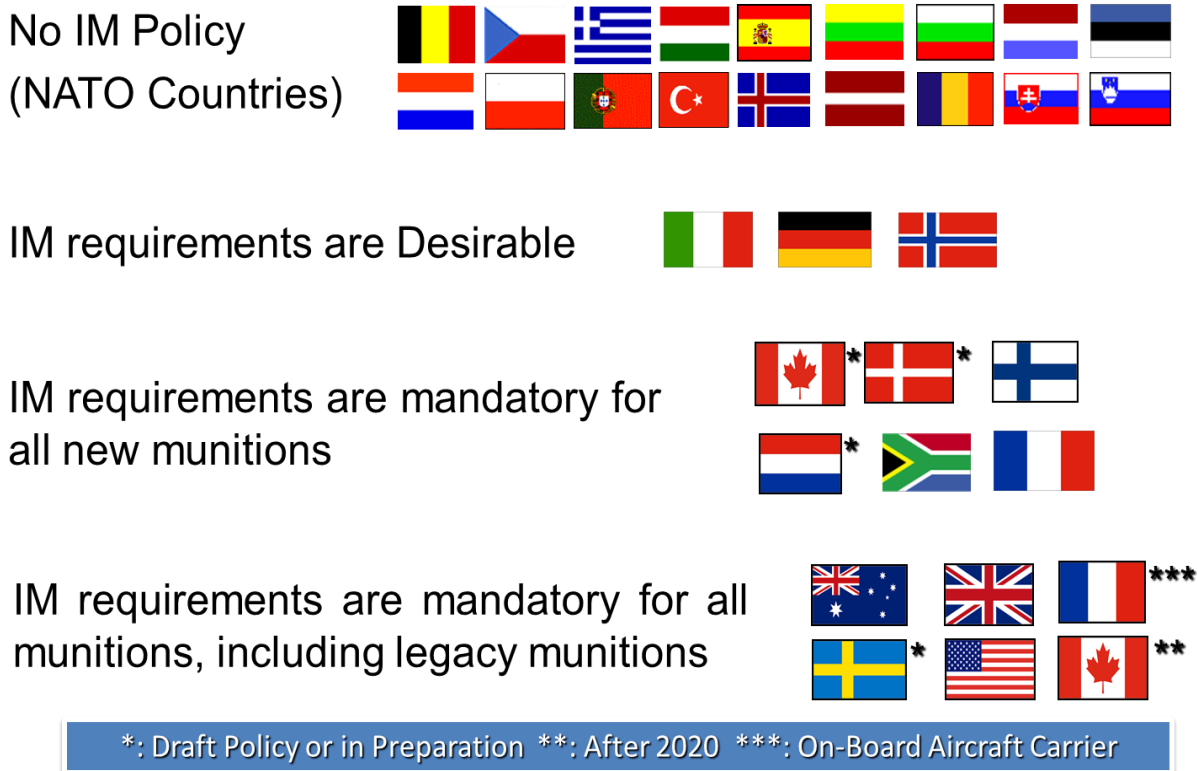 No IM Policy
(NATO Countries)
IM requirements are Desirable
*
*
IM requirements are mandatory for
all new munitions
*
IM requirements are mandatory for all
munitions, including legacy munitions
***
*
**
*: Draft Policy or in Preparation **: After 2020 ***: On-Board Aircraft Carrier